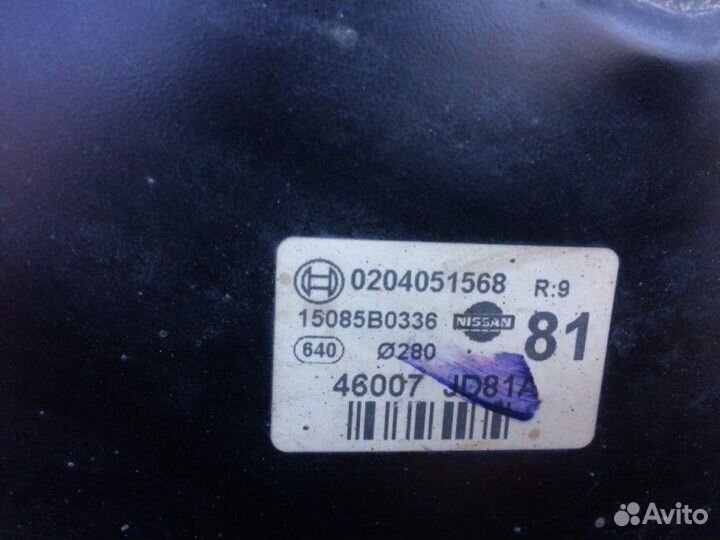 0204051568 R:9
15085B0336 NISSAN 81
640 Ø280
46007 JD81A
Avito